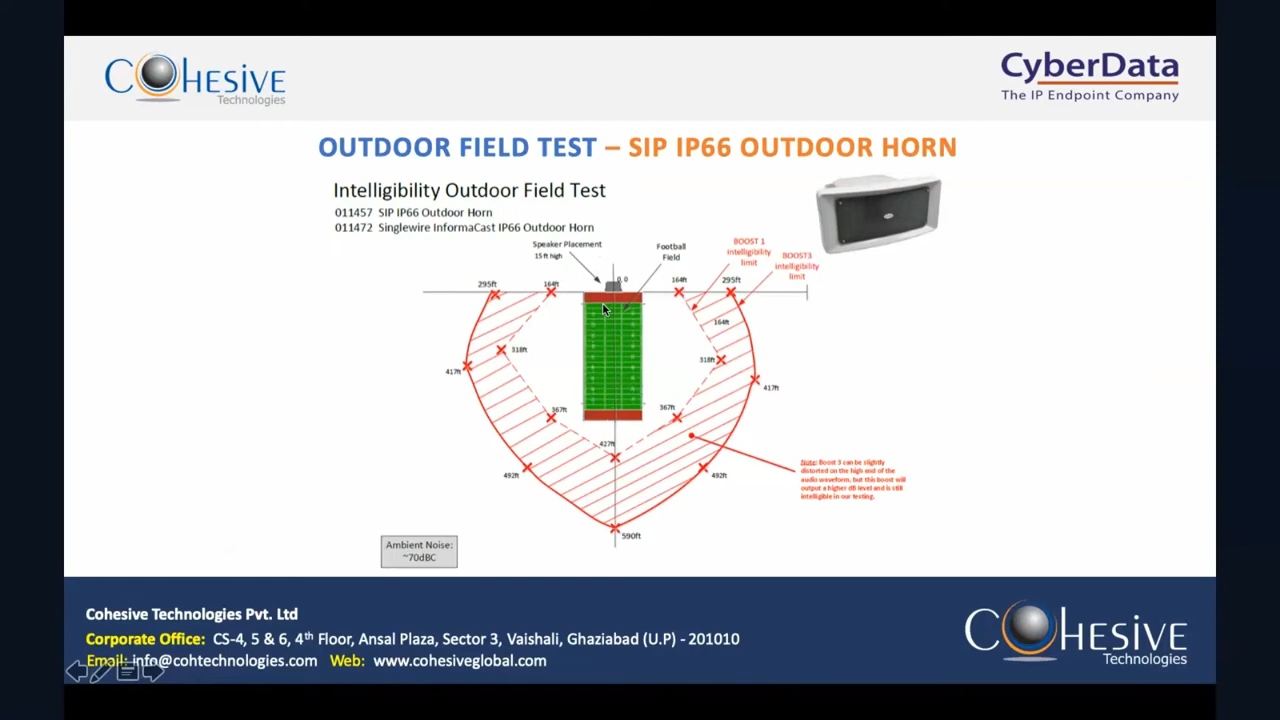 COHESIVE
Technologies
CyberData
The IP Endpoint Company
OUTDOOR FIELD TEST – SIP IP66 OUTDOOR HORN
Intelligibility Outdoor Field Test
011457 SIP IP66 Outdoor Horn
011472 Singlewire InformaCast IP66 Outdoor Horn
Speaker Placement
15 ft high
Football
Field
BOOST 1
intelligibility
limit
BOOST3
intelligibility
limit
0,0
295ft
164ft
164ft
295ft
164ft
318ft
318ft
417ft
417ft
367ft
367ft
427ft
492ft
492ft
590ft
Note: Boost 3 can be slightly
distorted on the high end of the
audio waveform, but this boost will
output a higher dB level and is still
intelligible in our testing.
Ambient Noise:
~70dBC
Cohesive Technologies Pvt. Ltd
Corporate Office: CS-4, 5 & 6, 4th Floor, Ansal Plaza, Sector 3, Vaishali, Ghaziabad (U.P) - 201010
Email: info@cohtechnologies.com Web: www.cohesiveglobal.com
COHESIVE
Technologies